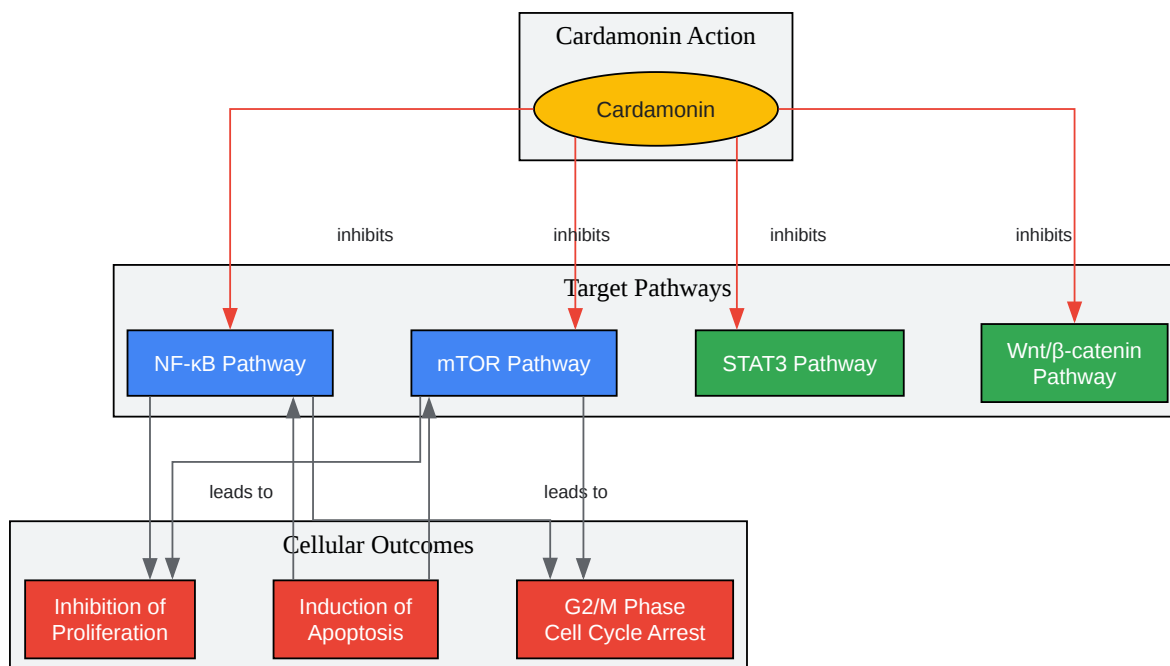 Cardamonin Action
Cardamonin
inhibits
inhibits
inhibits
inhibits
Target Pathways
NF-κB Pathway
mTOR Pathway
STAT3 Pathway
Wnt/β-catenin
Pathway
leads to
leads to
Cellular Outcomes
Inhibition of
Proliferation
Induction of
Apoptosis
G2/M Phase
Cell Cycle Arrest